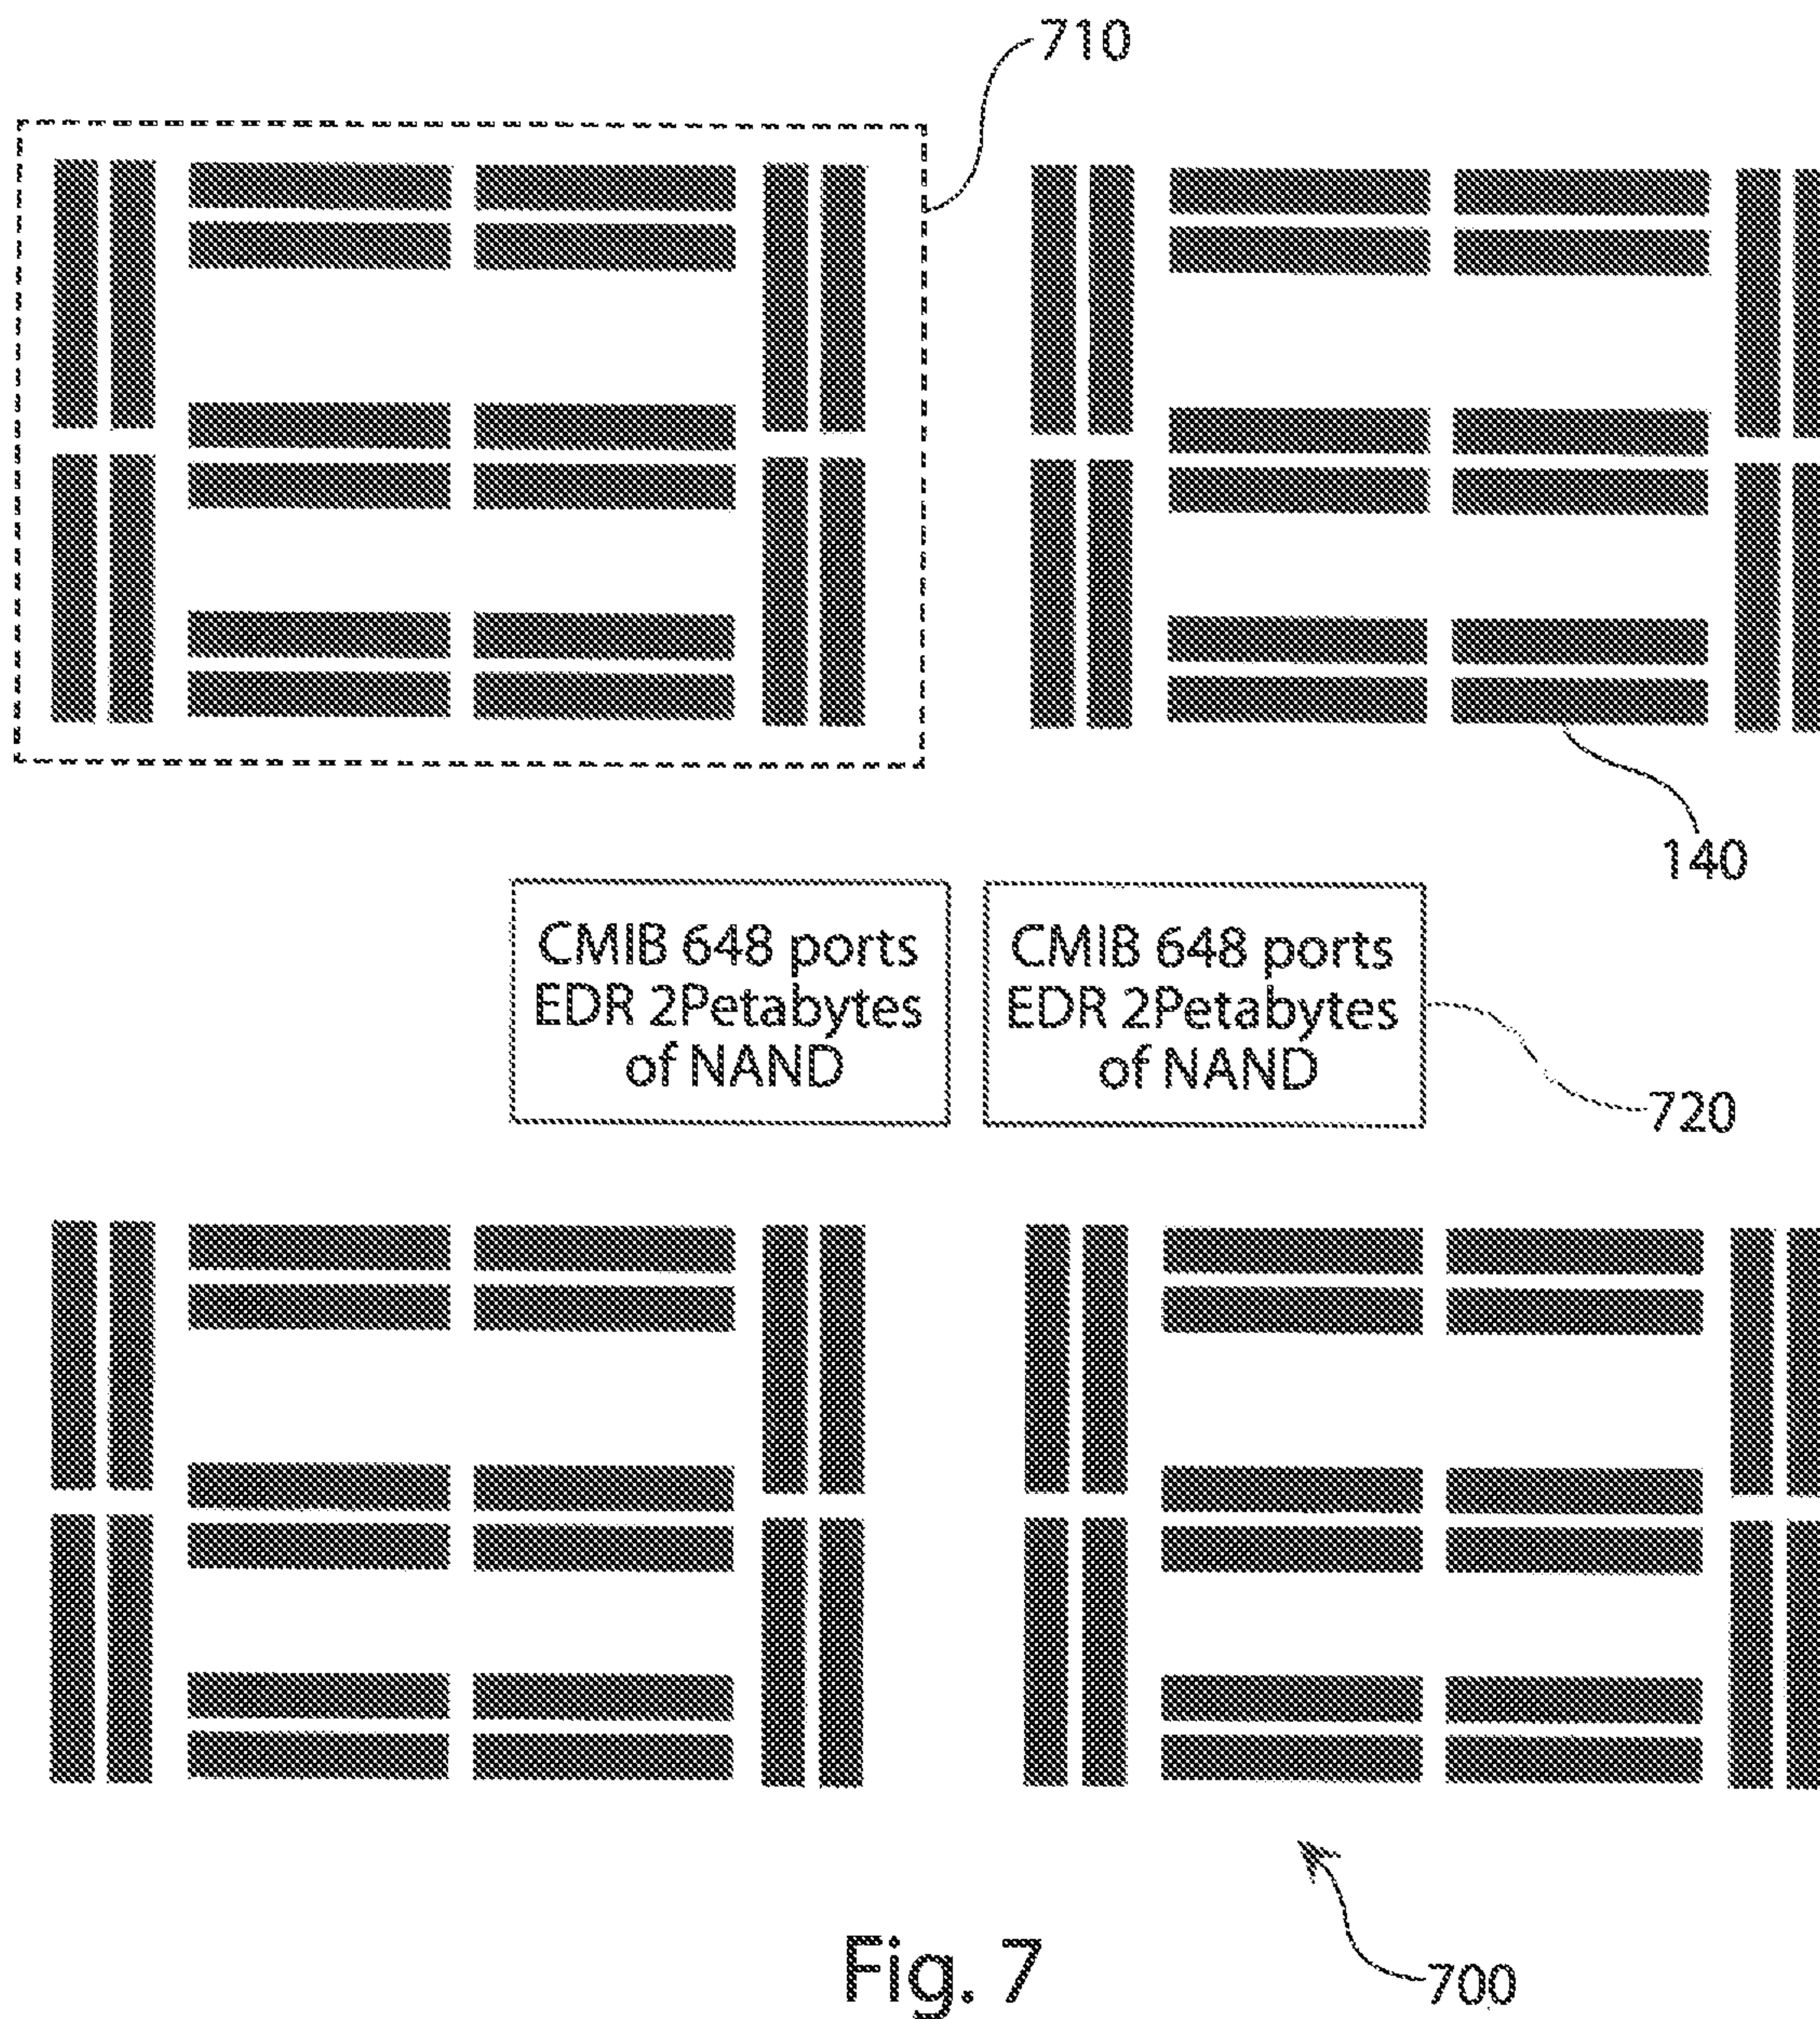 710
140
CMIB 648 ports
EDR 2Petabytes
of NAND
CMIB 648 ports
EDR 2Petabytes
of NAND
720
Fig. 7
700